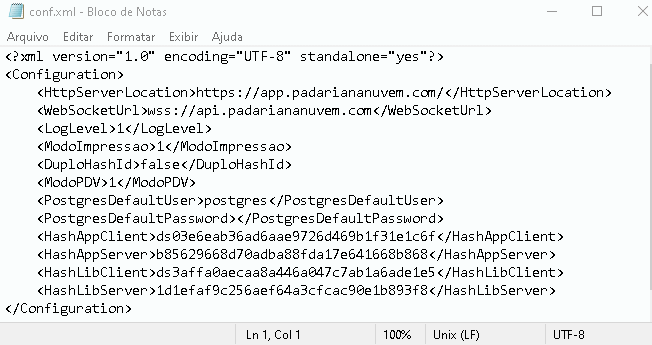 conf.xml - Bloco de Notas
Arquivo Editar Formatar Exibir Ajuda
<?xml version="1.0" encoding="UTF-8" standalone="yes"?>
<Configuration>
    <HttpServerLocation>https://app.padariananuvem.com/</HttpServerLocation>
    <WebSocketUrl>wss://api.padariananuvem.com</WebSocketUrl>
    <LogLevel>1</LogLevel>
    <ModoImpressao>1</ModoImpressao>
    <DuploHashId>false</DuploHashId>
    <ModoPDV>1</ModoPDV>
    <PostgresDefaultUser>postgres</PostgresDefaultUser>
    <PostgresDefaultPassword></PostgresDefaultPassword>
    <HashAppClient>ds03e6eab36ad6aae9726d469b1f31e1c6f</HashAppClient>
    <HashAppServer>b85629668d70adba88fda17e641668b868</HashAppServer>
    <HashLibClient>ds3affa0aecaa8a446a047c7ab1a6ade1e5</HashLibClient>
    <HashLibServer>1d1efaf9c256aef64a3cfcac90e1b893f8</HashLibServer>
</Configuration>
Ln 1, Col 1 100% Unix (LF) UTF-8